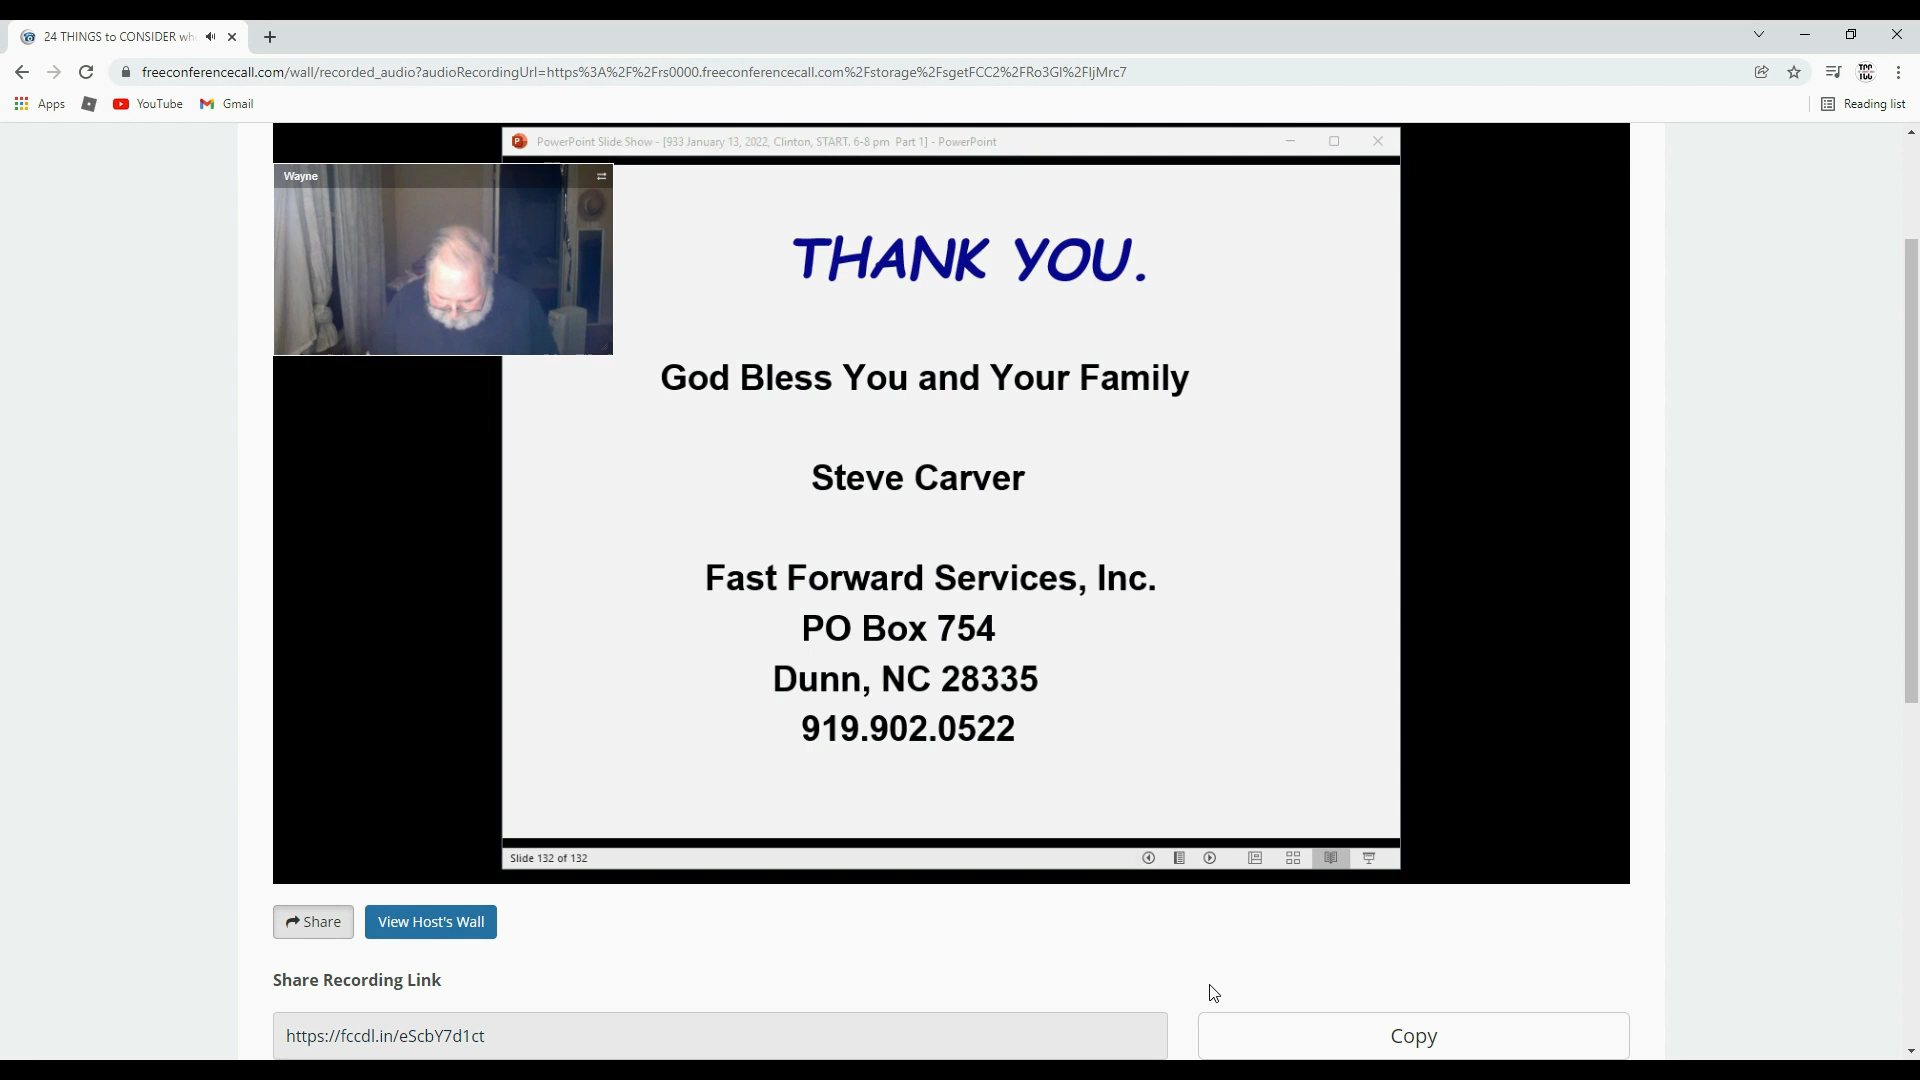 24 THINGS to CONSIDER wh
freeconferencecall.com/wall/recorded_audio?audioRecordingUrl=https%3A%2F%2Frs0000.freeconferencecall.com%2Fstorage%2FsgetFCC2%2FRo3GI%2FIjMrc7
Apps
YouTube
Gmail
Reading list
PowerPoint Slide Show - [933 January 13, 2022, Clinton, START. 6-8 pm Part 1] - PowerPoint
Wayne
THANK YOU.
God Bless You and Your Family
Steve Carver
Fast Forward Services, Inc.
PO Box 754
Dunn, NC 28335
919.902.0522
Slide 132 of 132
Share
View Host's Wall
Share Recording Link
https://fccdl.in/eScbY7d1ct
Copy